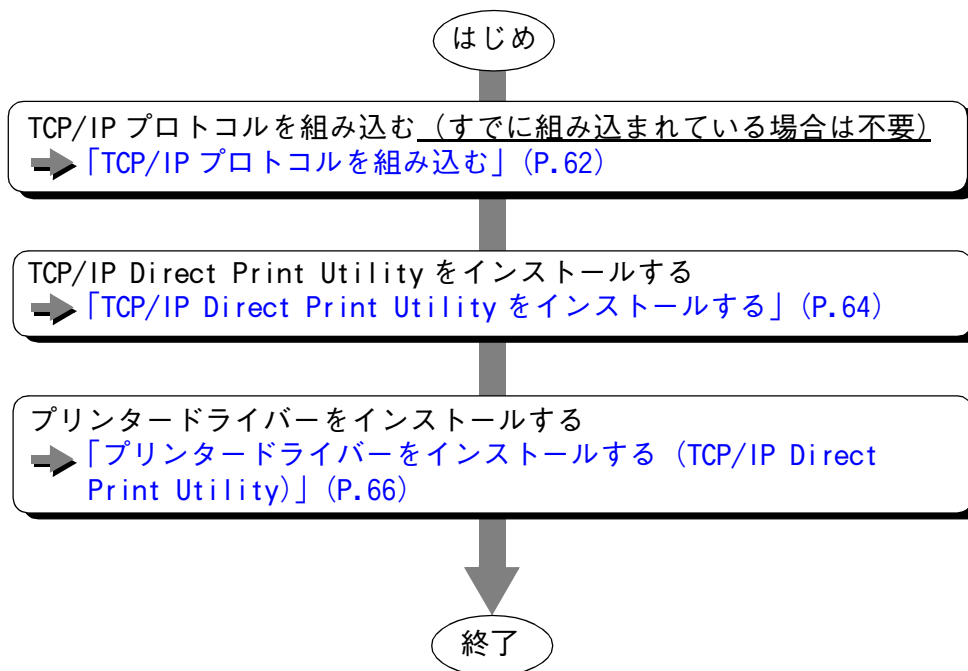 はじめ
TCP/IP プロトコルを組み込む（すでに組み込まれている場合は不要）
「TCP/IP プロトコルを組み込む」（P.62）
TCP/IP Direct Print Utility をインストールする
「TCP/IP Direct Print Utility をインストールする」（P.64）
プリンタードライバーをインストールする
「プリンタードライバーをインストールする（TCP/IP Direct
Print Utility）」（P.66）
終了